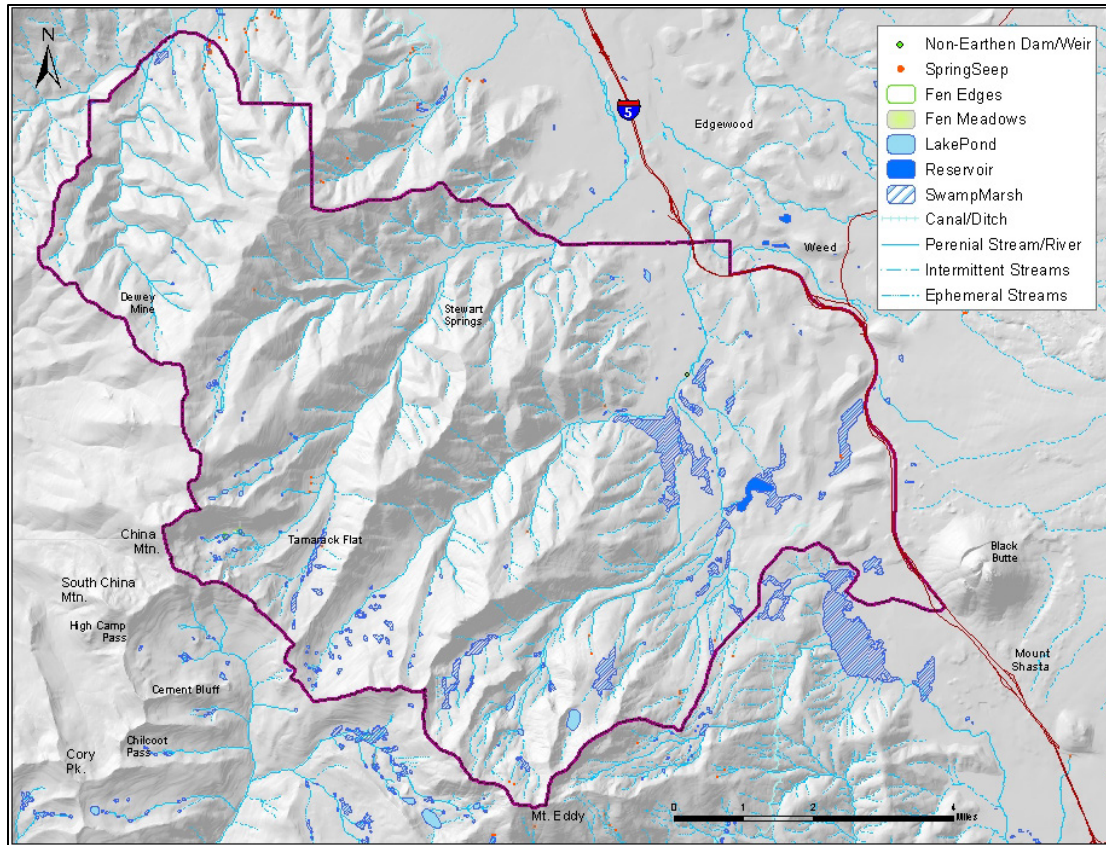 N
5
Edgewood
Weed
Dewey
Mine
Stewart
Springs
China
Mtn.
Tamarack Flat
South China
Mtn.
High Camp
Pass
Cement Bluff
Chilcoot
Pass
Cory
Pk.
Mt. Eddy
Black
Butte
Mount
Shasta
0 1 2 4
Miles
Non-Earthen Dam/Weir
SpringSeep
Fen Edges
Fen Meadows
LakePond
Reservoir
SwampMarsh
Canal/Ditch
Perenial Stream/River
Intermittent Streams
Ephemeral Streams